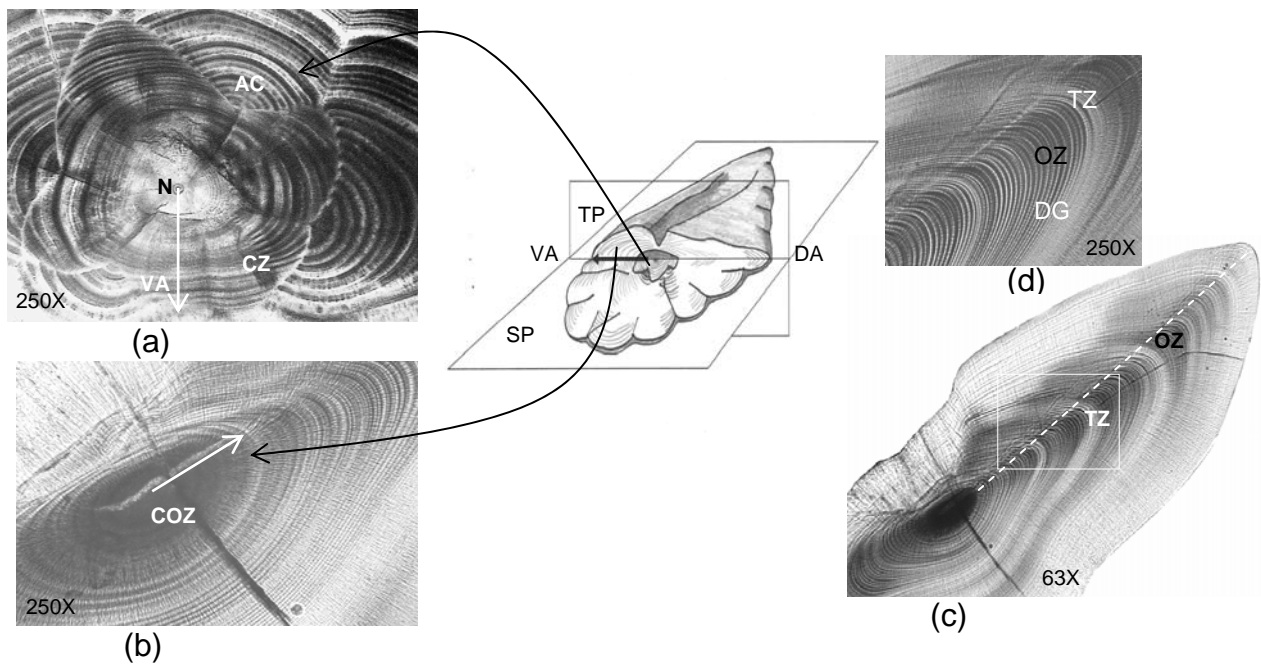 AC
N
CZ
VA
250X
(a)
COZ
250X
(b)
TP
VA
DA
SP
TZ
OZ
DG
250X
(d)
OZ
TZ
63X
(c)